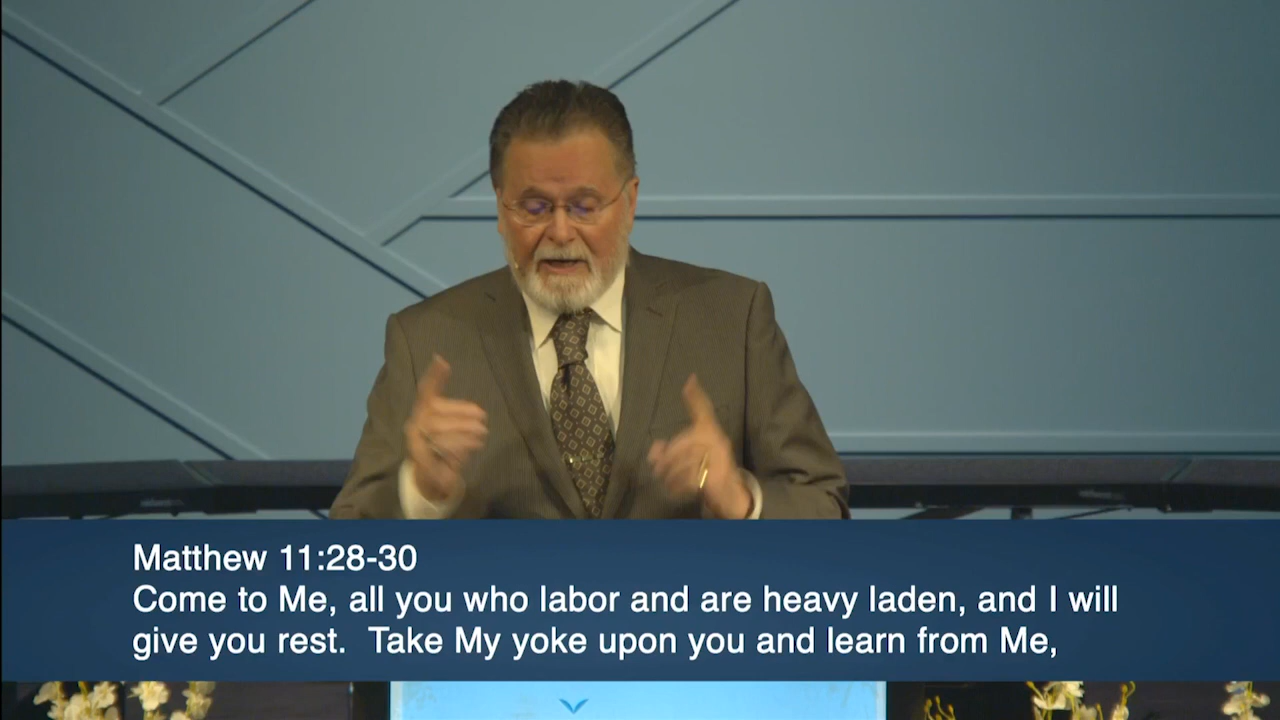 Matthew 11:28-30
Come to Me, all you who labor and are heavy laden, and I will
give you rest.  Take My yoke upon you and learn from Me,